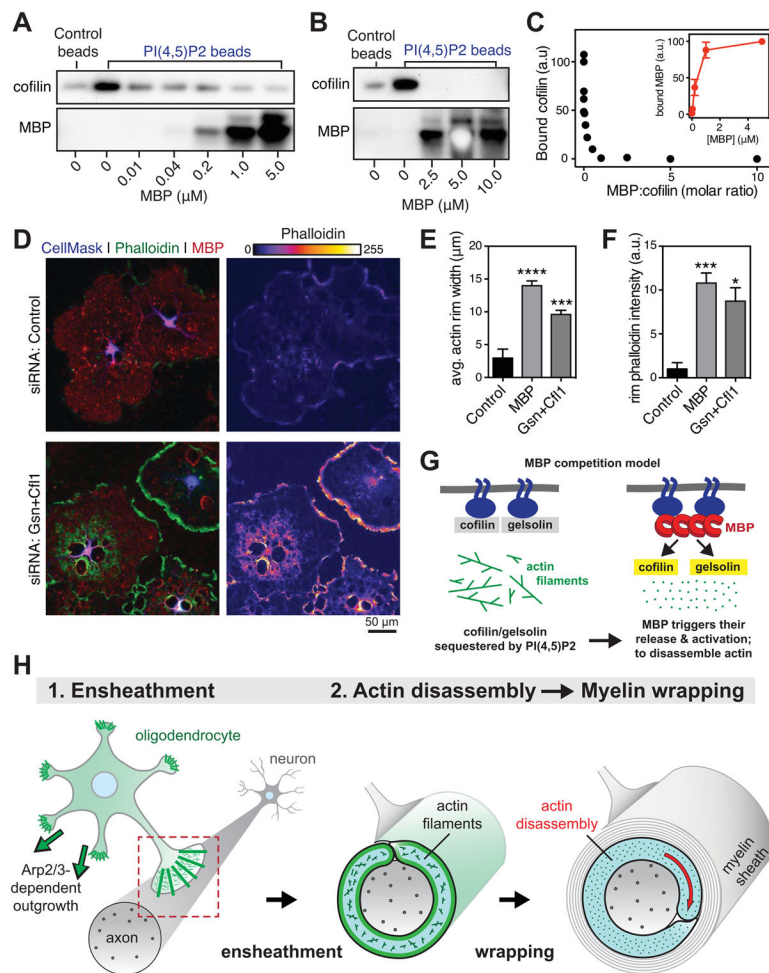 A
Control
beads
PI(4,5)P2 beads
cofilin
MBP
0
0
0.01
0.04
0.2
1.0
5.0
MBP (µM)
B
Control
beads
PI(4,5)P2 beads
cofilin
MBP
0
0
2.5
5.0
10.0
MBP (µM)
C
Bound cofilin (a.u)
100
75
50
25
0
0
5
10
MBP:cofilin (molar ratio)
bound MBP (a.u.)
100
50
0
0
2
4
[MBP] (µM)
D
CellMask I Phalloidin I MBP
Phalloidin
0
255
siRNA: Control
siRNA: Gsn+Cfl1
50 µm
E
avg. actin rim width (µm)
20
15
10
5
0
****
***
Control
MBP
Gsn+Cfl1
F
rim phalloidin intensity (a.u.)
15
10
5
0
***
*
Control
MBP
Gsn+Cfl1
G
MBP competition model
cofilin
gelsolin
MBP
cofilin
gelsolin
actin
filaments
cofilin/gelsolin
sequestered by PI(4,5)P2
MBP triggers their
release & activation;
to disassemble actin
H
1. Ensheathment
2. Actin disassembly
Myelin wrapping
oligodendrocyte
neuron
Arp2/3-
dependent
outgrowth
axon
ensheathment
actin
filaments
wrapping
actin
disassembly
myelin
sheath